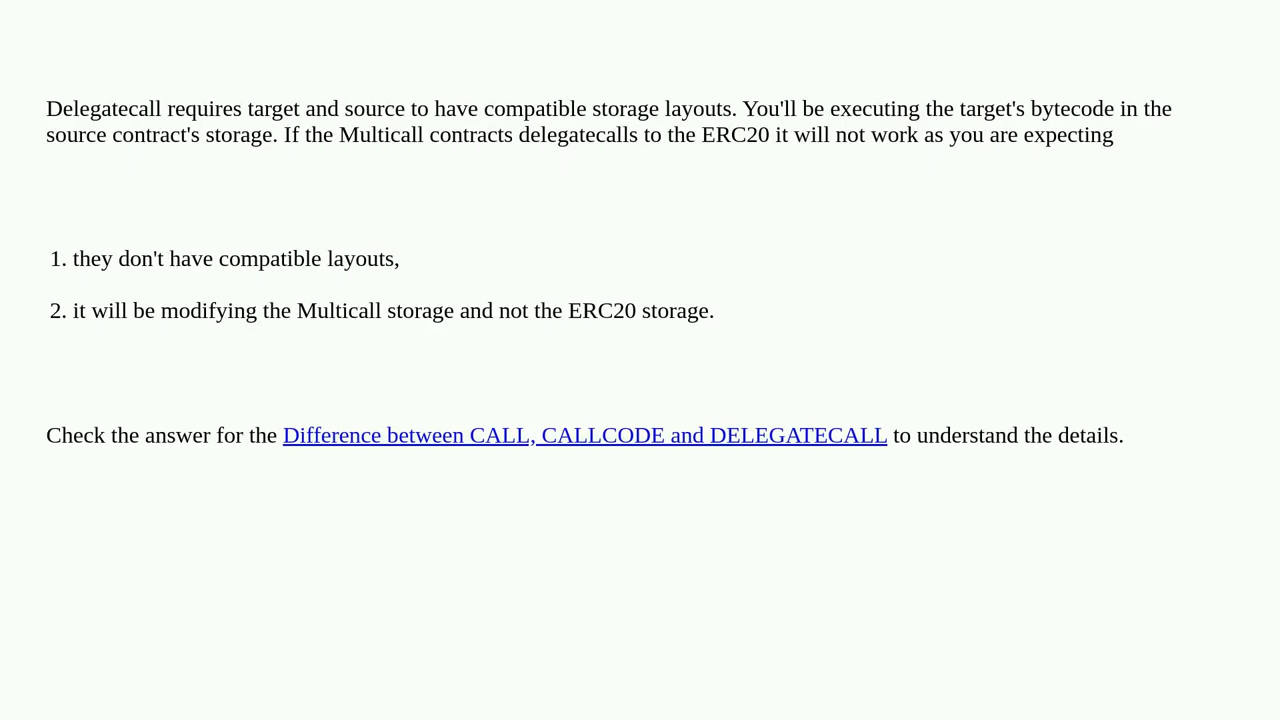 Delegatecall requires target and source to have compatible storage layouts. You'll be executing the target's bytecode in the
source contract's storage. If the Multicall contracts delegatecalls to the ERC20 it will not work as you are expecting
1. they don't have compatible layouts,
2. it will be modifying the Multicall storage and not the ERC20 storage.
Check the answer for the Difference between CALL, CALLCODE and DELEGATECALL to understand the details.